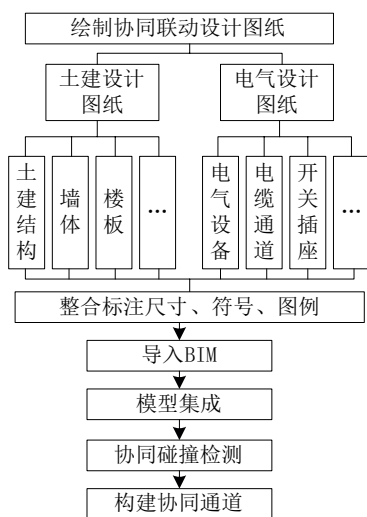 绘制协同联动设计图纸
土建设计
图纸
电气设计
图纸
土建结构
墙体
楼板
…
电气设备
电缆通道
开关插座
…
整合标注尺寸、符号、图例
导入BIM
模型集成
协同碰撞检测
构建协同通道